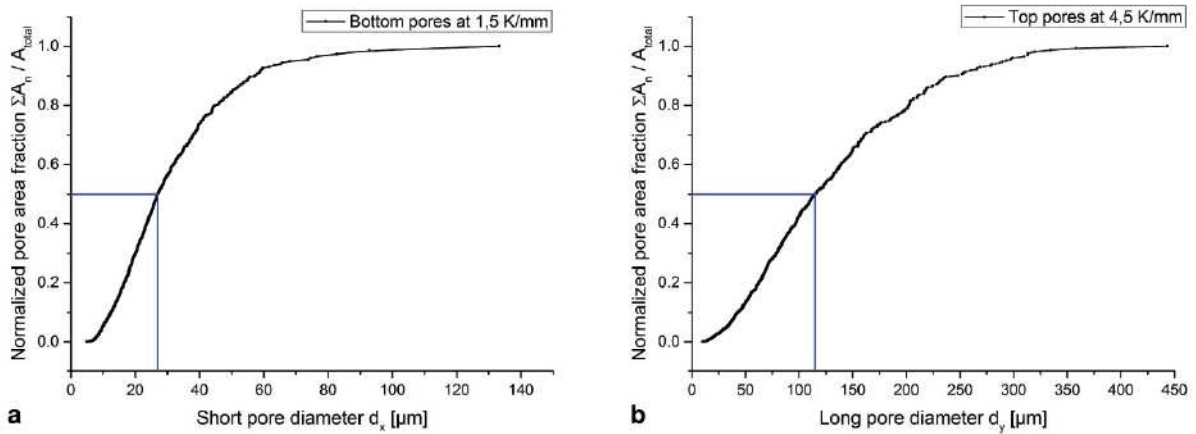 Bottom pores at 1,5 K/mm
Normalized pore area fraction ΣAn / Atotal
1.0
0.8
0.6
0.4
0.2
0.0
0 20 40 60 80 100 120 140
Short pore diameter dx [µm]
a
Top pores at 4,5 K/mm
Normalized pore area fraction ΣAn / Atotal
1.0
0.8
0.6
0.4
0.2
0.0
0 50 100 150 200 250 300 350 400 450
Long pore diameter dy [µm]
b